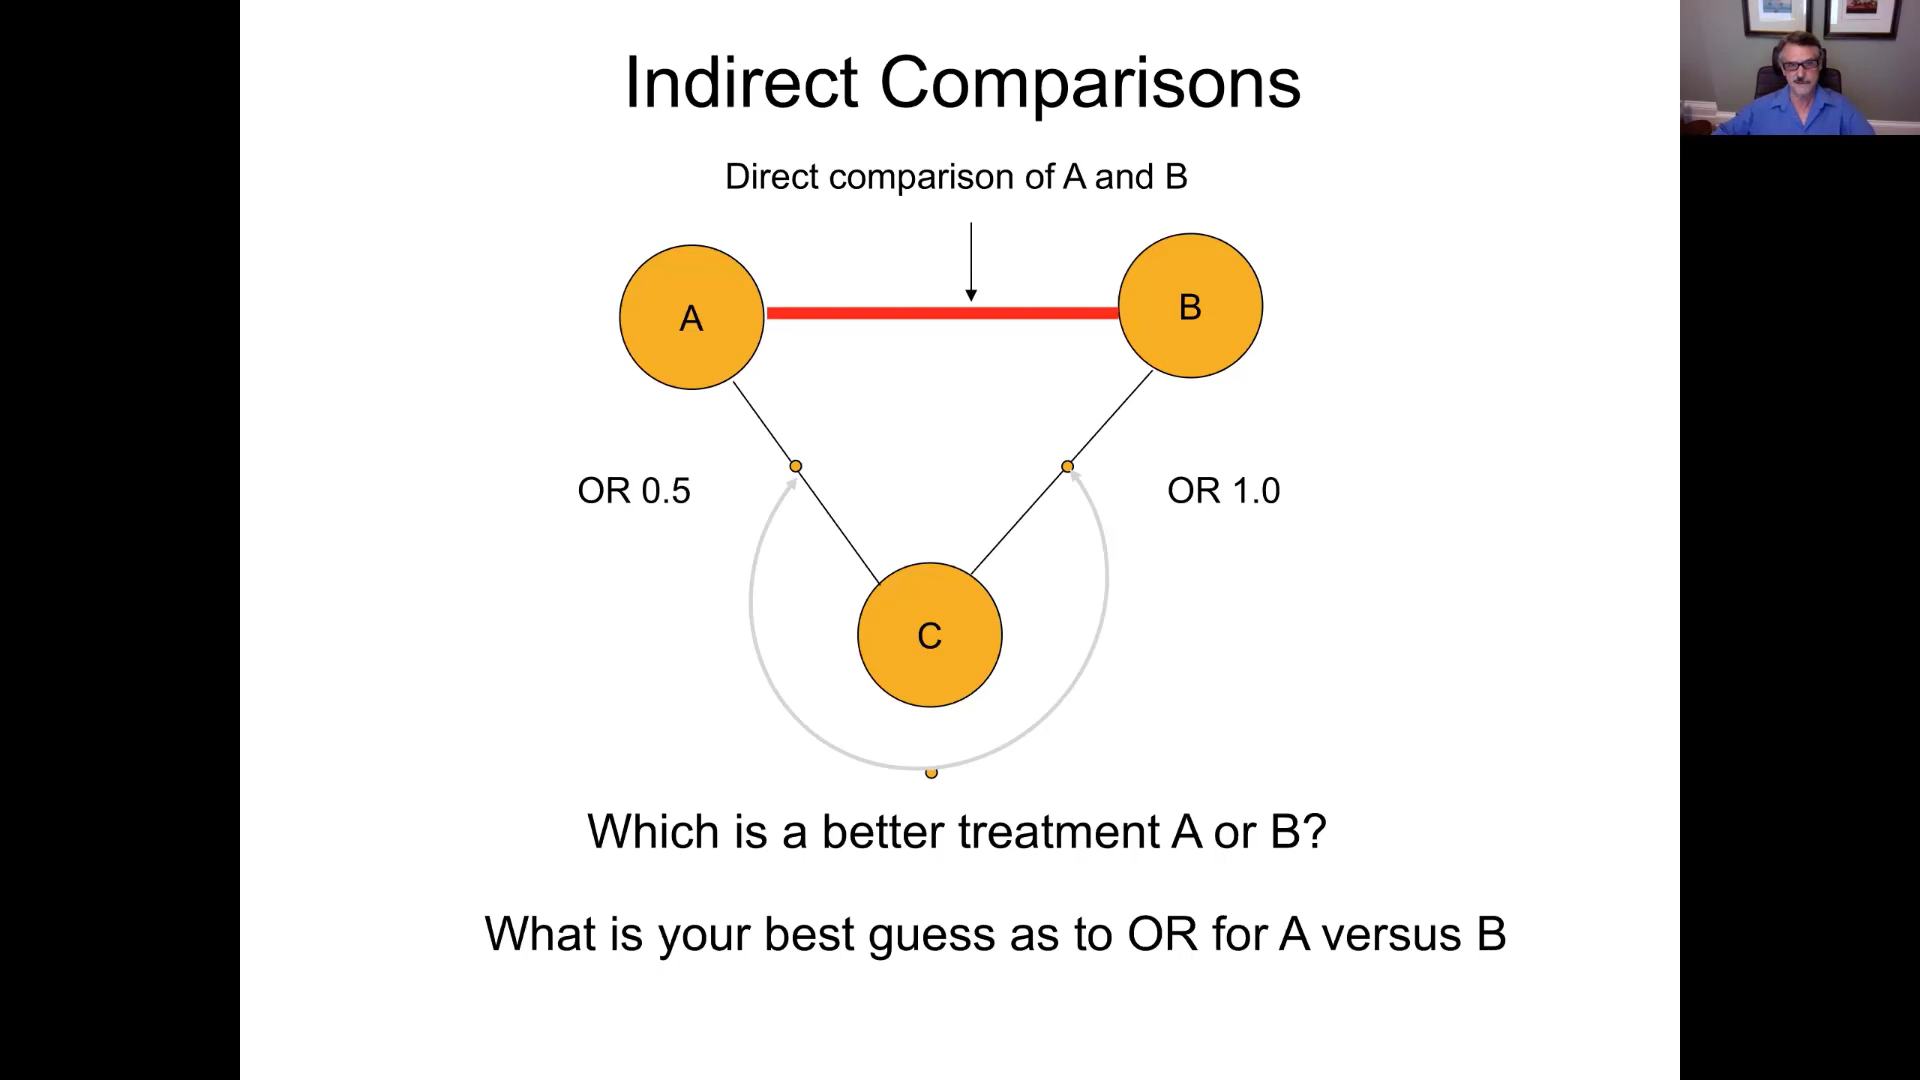 Indirect Comparisons
Direct comparison of A and B
A
B
OR 0.5
OR 1.0
C
Which is a better treatment A or B?
What is your best guess as to OR for A versus B